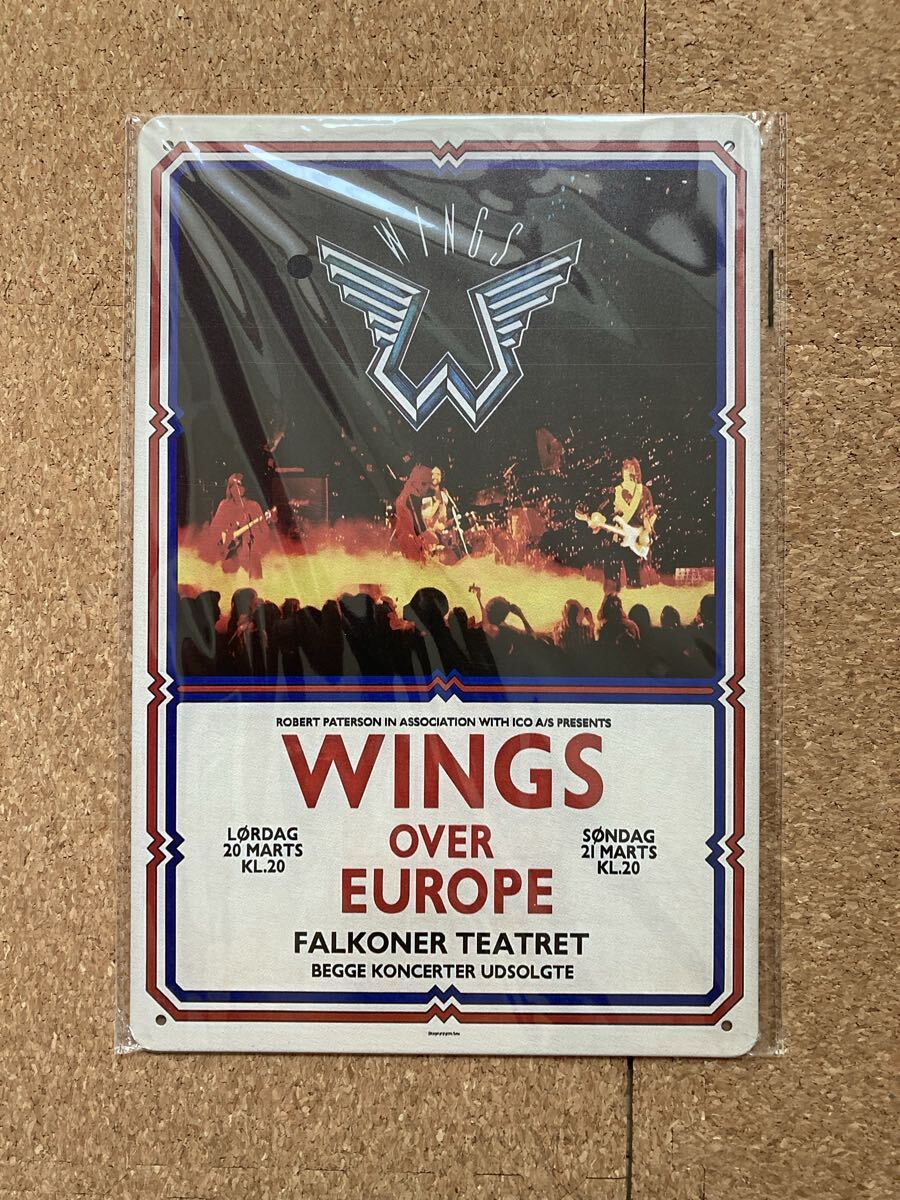 WINGS
ROBERT PATERSON IN ASSOCIATION WITH ICO A/S PRESENTS
WINGS
OVER
EUROPE
LØRDAG
20 MARTS
KL.20
SØNDAG
21 MARTS
KL.20
FALKONER TEATRET
BEGGE KONCERTER UDSOLGTE